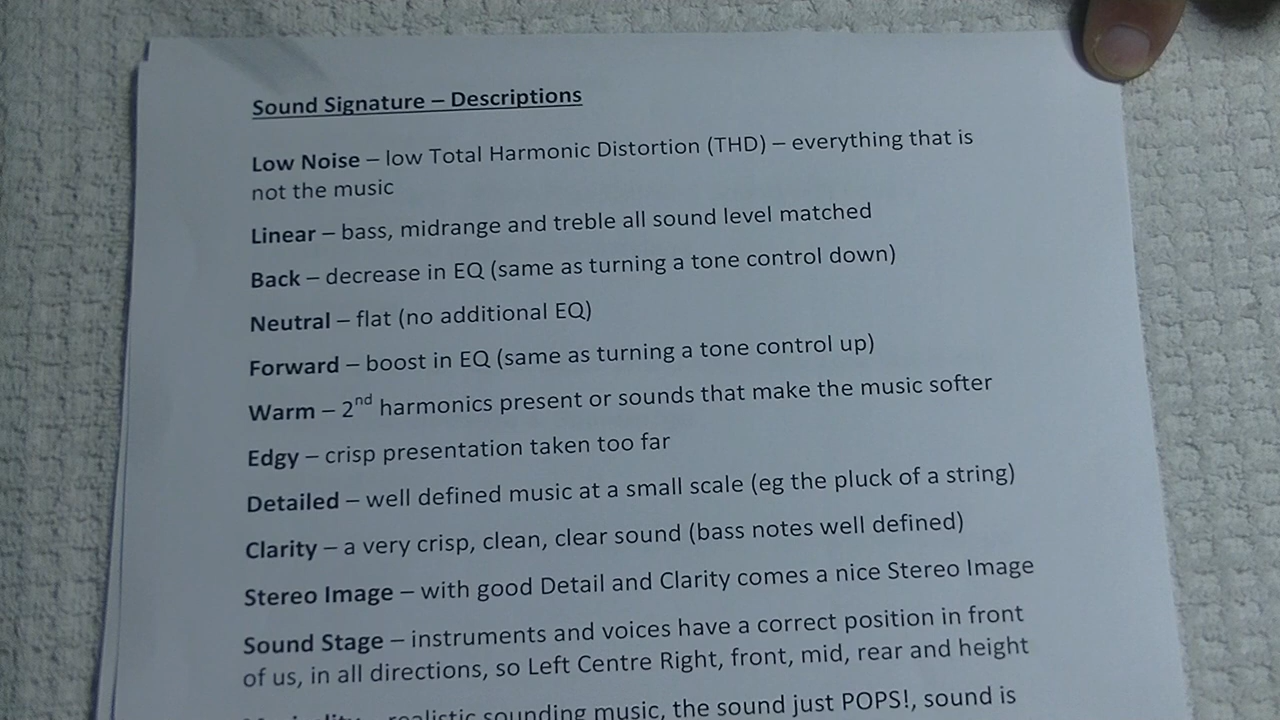 Sound Signature – Descriptions
Low Noise – low Total Harmonic Distortion (THD) – everything that is
not the music
Linear – bass, midrange and treble all sound level matched
Back – decrease in EQ (same as turning a tone control down)
Neutral – flat (no additional EQ)
Forward – boost in EQ (same as turning a tone control up)
Warm – 2nd harmonics present or sounds that make the music softer
Edgy – crisp presentation taken too far
Detailed – well defined music at a small scale (eg the pluck of a string)
Clarity – a very crisp, clean, clear sound (bass notes well defined)
Stereo Image – with good Detail and Clarity comes a nice Stereo Image
Sound Stage – instruments and voices have a correct position in front
of us, in all directions, so Left Centre Right, front, mid, rear and height
realistic sounding music, the sound just POPS!, sound is